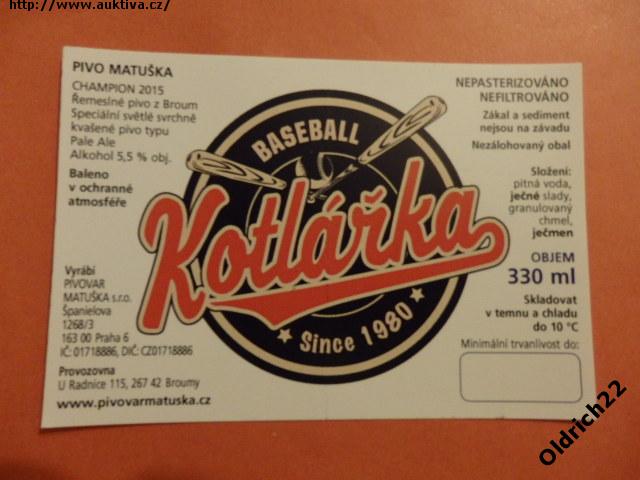 http://www.auktiva.cz/
PIVO MATUŠKA
CHAMPION 2015
Řemeslné pivo z Broum
Speciální světlé svrchně
kvašené pivo typu
Pale Ale
Alkohol 5,5 % obj.
Baleno
v ochranné
atmosféře
Vyrábí
PIVOVAR
MATUŠKA s.r.o.
Španielova
1268/3
163 00 Praha 6
IČ: 01718886, DIČ: CZ01718886
Provozovna
U Radnice 115, 267 42 Broumy
www.pivovarmatuska.cz
BASEBALL
Kotlářka
Since 1980
NEPASTERIZOVÁNO
NEFILTROVÁNO
Zákal a sediment
nejsou na závadu
Nezálohovaný obal
Složení:
pitná voda,
ječné slady,
granulovaný
chmel,
ječmen
OBJEM
330 ml
Skladovat
v temnu a chladu
do 10 °C
Minimální trvanlivost do:
Oldrich22